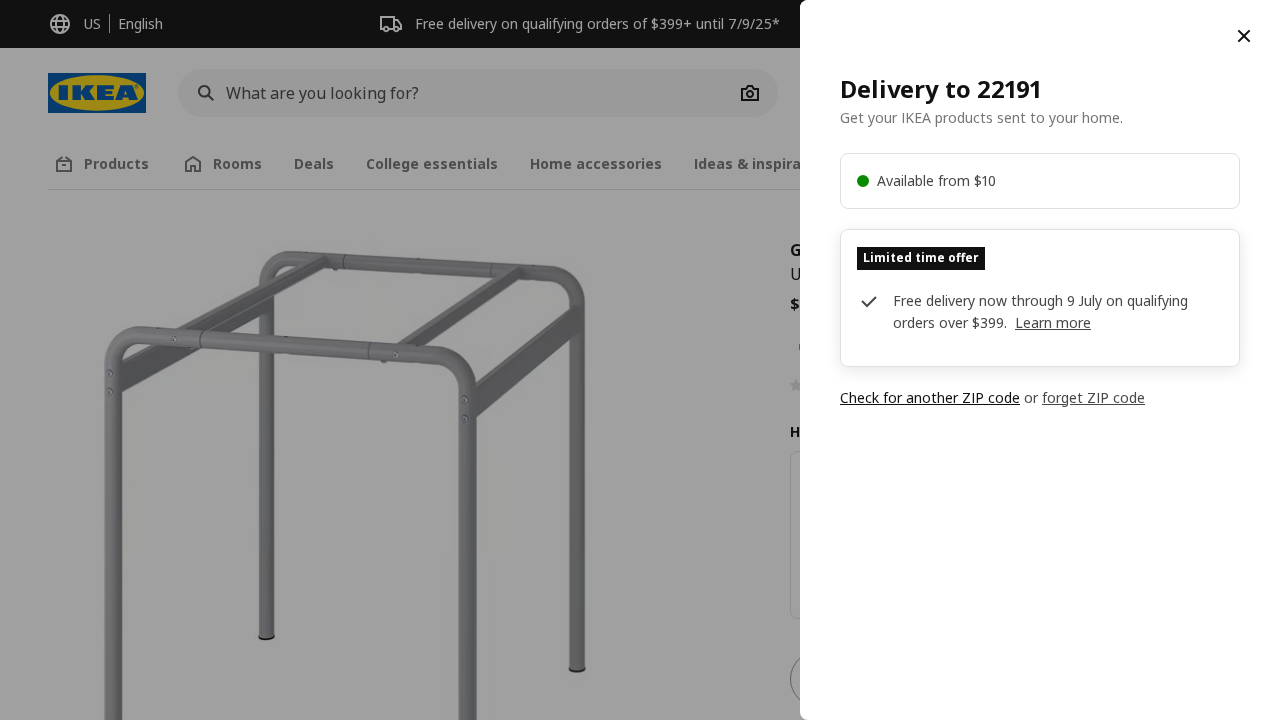 US English
Free delivery on qualifying orders of $399+ until 7/9/25*
IKEA
What are you looking for?
Products
Rooms
Deals
College essentials
Home accessories
Ideas & inspira
G
U
$
H
Delivery to 22191
Get your IKEA products sent to your home.
Available from $10
Limited time offer
Free delivery now through 9 July on qualifying
orders over $399. Learn more
Check for another ZIP code or forget ZIP code